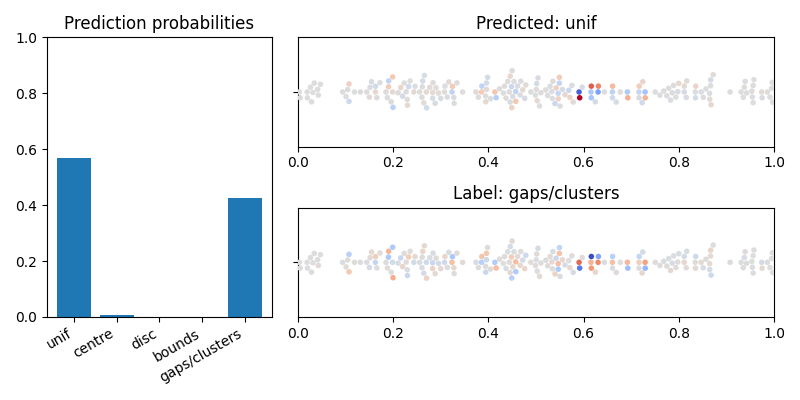 Prediction probabilities
1.0
0.8
0.6
0.4
0.2
0.0
unif
centre
disc
bounds
gaps/clusters
Predicted: unif
0.0 0.2 0.4 0.6 0.8 1.0
Label: gaps/clusters
0.0 0.2 0.4 0.6 0.8 1.0